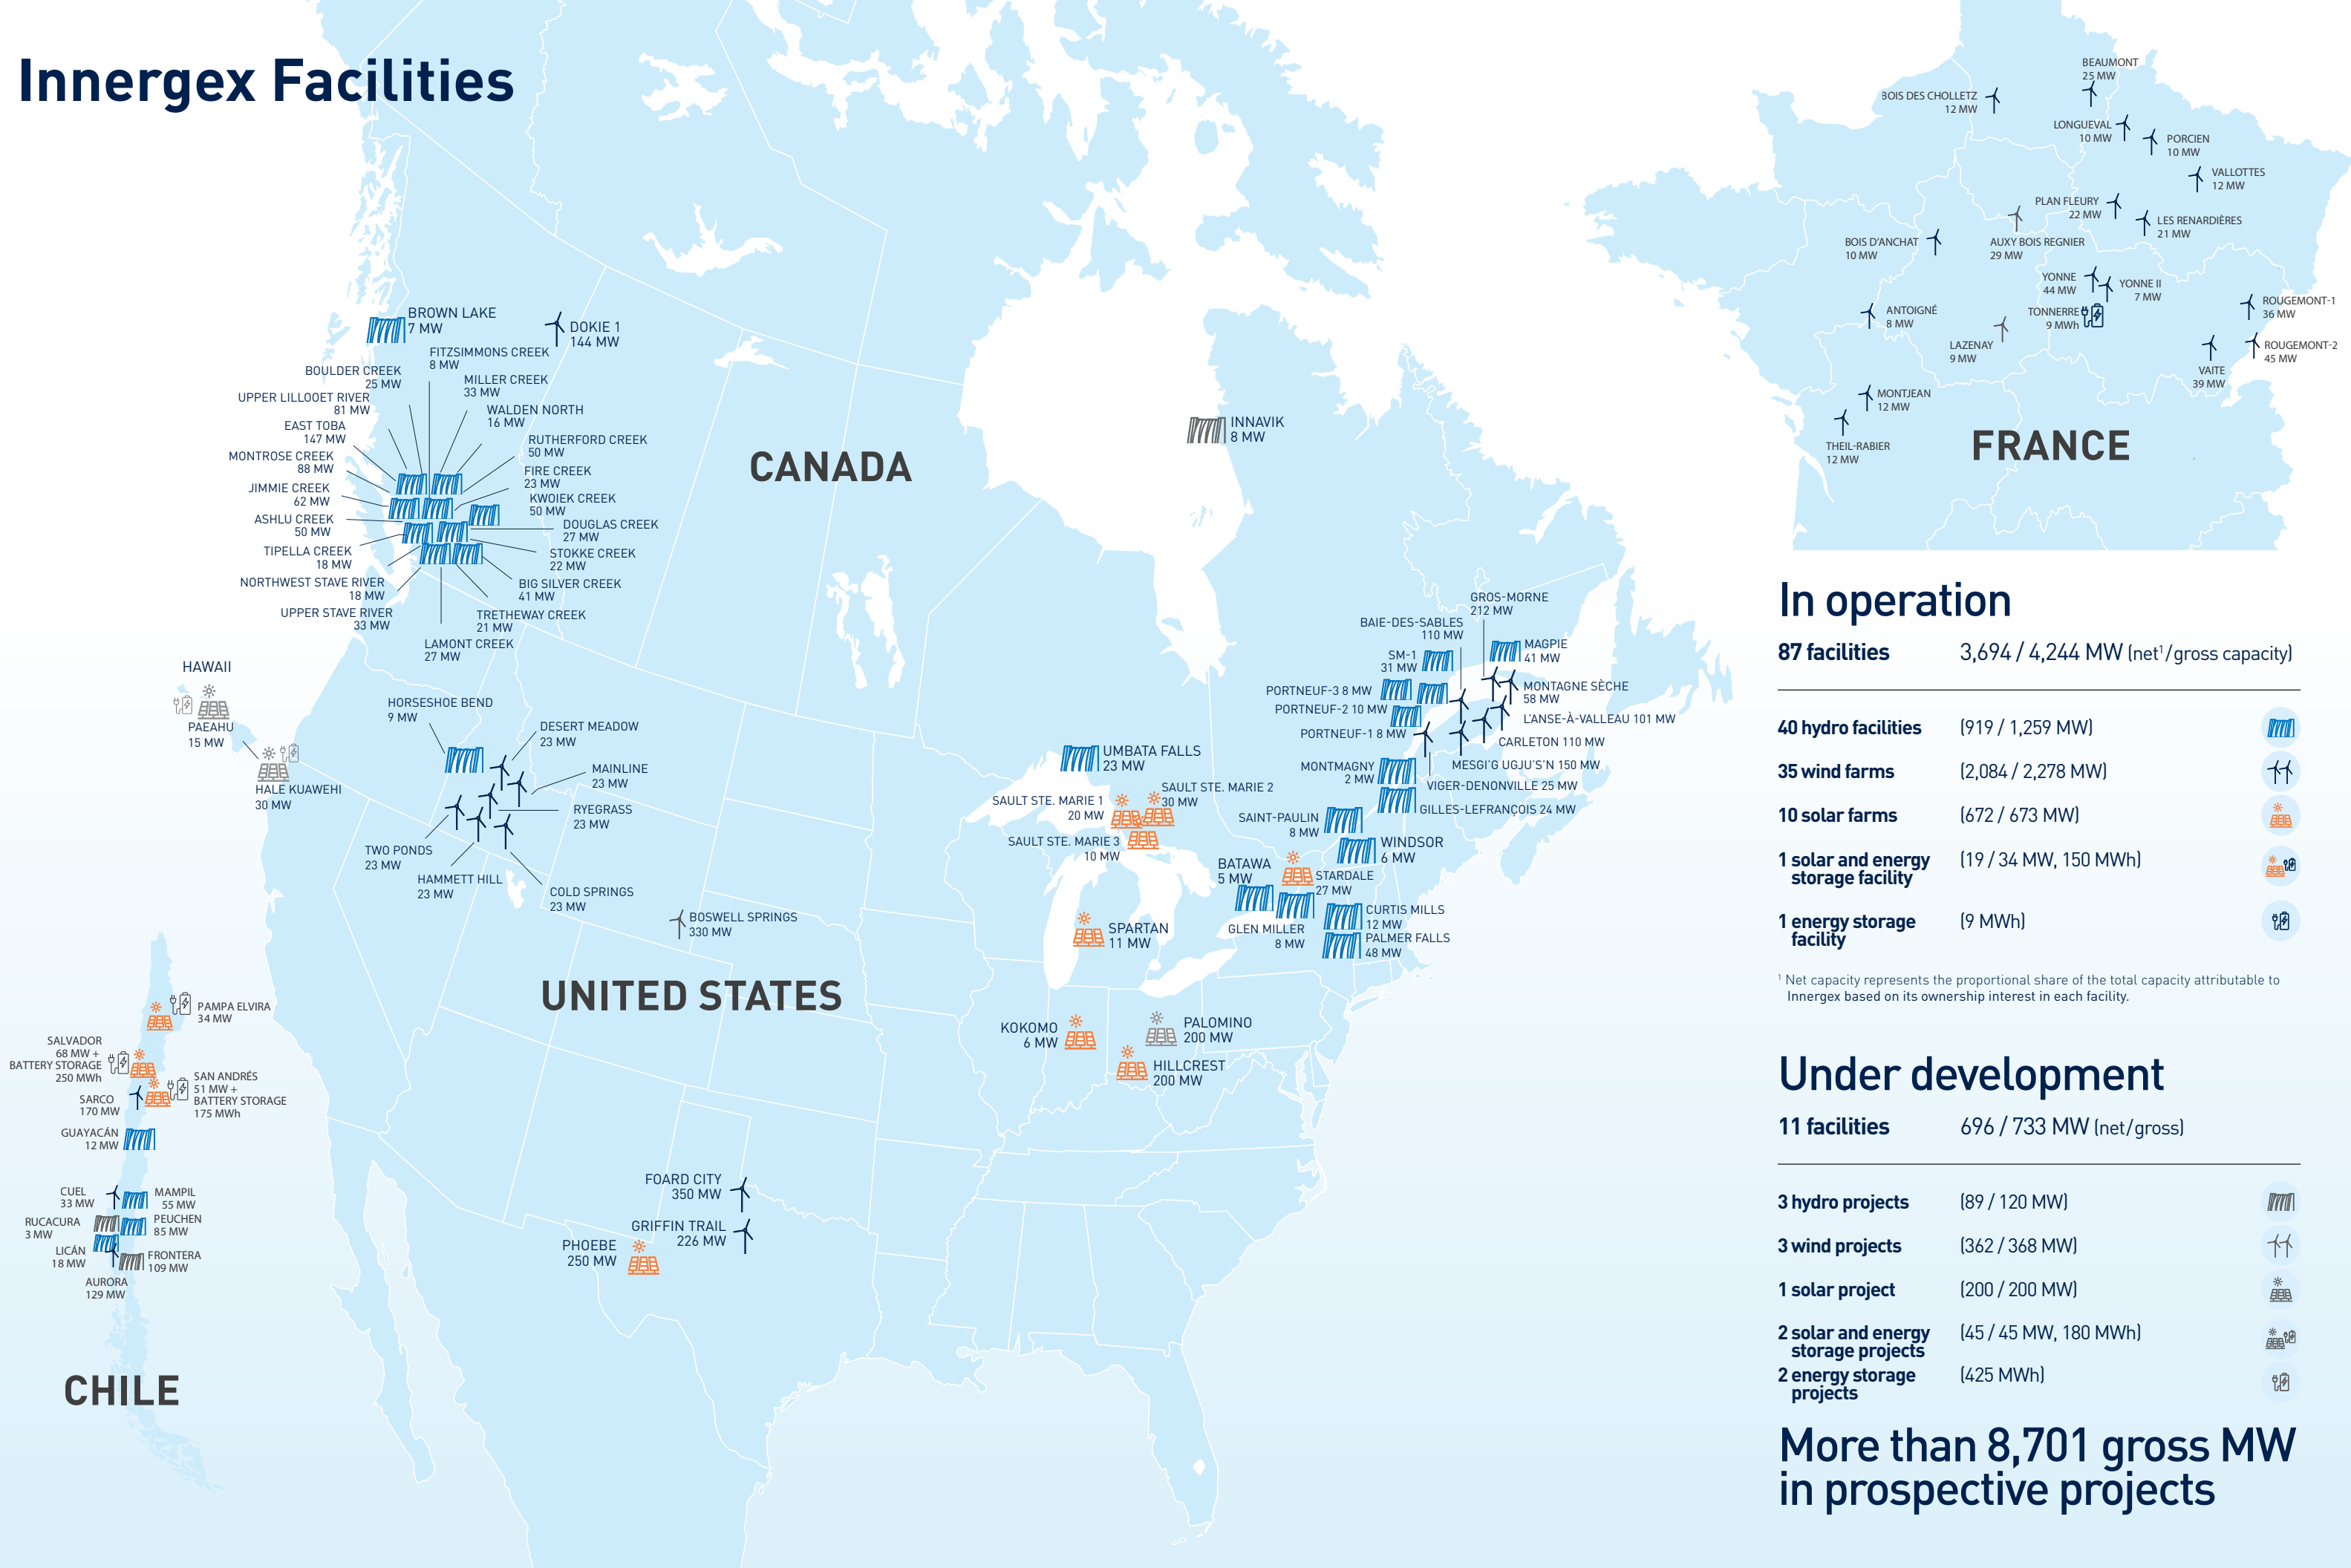 Innergex Facilities
BROWN LAKE
7 MW
DOKIE 1
144 MW
FITZSIMMONS CREEK
8 MW
BOULDER CREEK
25 MW
MILLER CREEK
33 MW
UPPER LILLOOET RIVER
81 MW
WALDEN NORTH
16 MW
EAST TOBA
147 MW
RUTHERFORD CREEK
50 MW
MONTROSE CREEK
88 MW
FIRE CREEK
23 MW
JIMMIE CREEK
62 MW
KWOIEK CREEK
50 MW
ASHLU CREEK
50 MW
DOUGLAS CREEK
27 MW
TIPELLA CREEK
18 MW
STOKKE CREEK
22 MW
NORTHWEST STAVE RIVER
18 MW
BIG SILVER CREEK
41 MW
UPPER STAVE RIVER
33 MW
TRETHEWAY CREEK
21 MW
LAMONT CREEK
27 MW
CANADA
INNAVIK
8 MW
HAWAII
PAEAHU
15 MW
HALE KUAWEHI
30 MW
HORSESHOE BEND
9 MW
DESERT MEADOW
23 MW
MAINLINE
23 MW
RYEGRASS
23 MW
TWO PONDS
23 MW
HAMMETT HILL
23 MW
COLD SPRINGS
23 MW
BOSWELL SPRINGS
330 MW
UNITED STATES
GROS-MORNE
212 MW
BAIE-DES-SABLES
110 MW
MAGPIE
41 MW
SM-1
31 MW
MONTAGNE SÈCHE
58 MW
PORTNEUF-3 8 MW
PORTNEUF-2 10 MW
L'ANSE-À-VALLEAU 101 MW
PORTNEUF-1 8 MW
CARLETON 110 MW
MESGI'G UGJU'S'N 150 MW
MONTMAGNY
2 MW
VIGER-DENONVILLE 25 MW
GILLES-LEFRANÇOIS 24 MW
UMBATA FALLS
23 MW
SAULT STE. MARIE 2
30 MW
SAULT STE. MARIE 1
20 MW
SAULT STE. MARIE 3
10 MW
SAINT-PAULIN
8 MW
WINDSOR
6 MW
BATAWA
5 MW
STARDALE
27 MW
GLEN MILLER
8 MW
CURTIS MILLS
12 MW
PALMER FALLS
48 MW
SPARTAN
11 MW
KOKOMO
6 MW
PALOMINO
200 MW
HILLCREST
200 MW
FOARD CITY
350 MW
GRIFFIN TRAIL
226 MW
PHOEBE
250 MW
PAMPA ELVIRA
34 MW
SALVADOR
68 MW +
BATTERY STORAGE
250 MWh
SAN ANDRÉS
51 MW +
BATTERY STORAGE
175 MWh
SARCO
170 MW
GUAYACÁN
12 MW
CUEL
33 MW
MAMPIL
55 MW
RUCACURA
3 MW
PEUCHEN
85 MW
LICÁN
18 MW
FRONTERA
109 MW
AURORA
129 MW
CHILE
BEAUMONT
25 MW
BOIS DES CHOLLETZ
12 MW
LONGUEVAL
10 MW
PORCIEN
10 MW
VALLOTTES
12 MW
PLAN FLEURY
22 MW
LES RENARDIÈRES
21 MW
BOIS D'ANCHAT
10 MW
AUXY BOIS REGNIER
29 MW
YONNE
44 MW
YONNE II
7 MW
ROUGEMONT-1
36 MW
ANTOIGNÉ
8 MW
TONNERRE
9 MWh
LAZENAY
9 MW
ROUGEMONT-2
45 MW
VAITE
39 MW
MONTJEAN
12 MW
THEIL-RABIER
12 MW
FRANCE
In operation
87 facilities 3,694 / 4,244 MW (net¹/gross capacity)
40 hydro facilities (919 / 1,259 MW)
35 wind farms (2,084 / 2,278 MW)
10 solar farms (672 / 673 MW)
1 solar and energy (19 / 34 MW, 150 MWh)
storage facility
1 energy storage (9 MWh)
facility
¹ Net capacity represents the proportional share of the total capacity attributable to
Innergex based on its ownership interest in each facility.
Under development
11 facilities 696 / 733 MW (net/gross)
3 hydro projects (89 / 120 MW)
3 wind projects (362 / 368 MW)
1 solar project (200 / 200 MW)
2 solar and energy (45 / 45 MW, 180 MWh)
storage projects
2 energy storage (425 MWh)
projects
More than 8,701 gross MW
in prospective projects